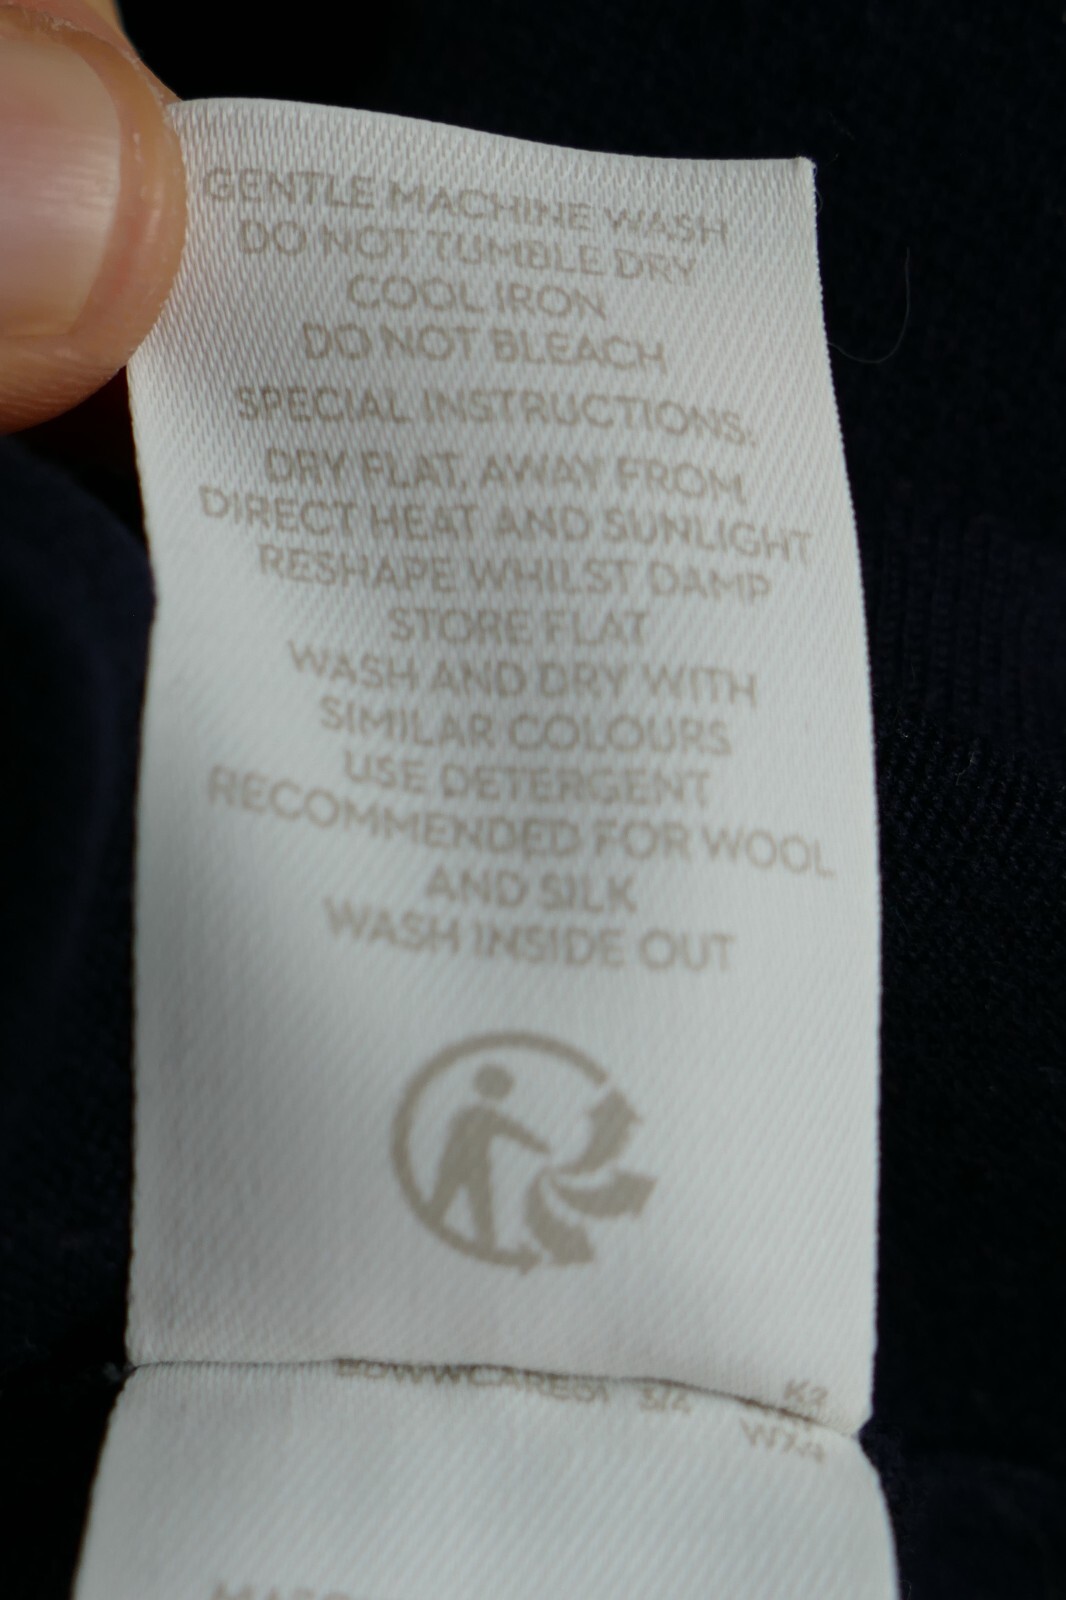 GENTLE MACHINE WASH
DO NOT TUMBLE DRY
COOL IRON
DO NOT BLEACH
SPECIAL INSTRUCTIONS:
DRY FLAT, AWAY FROM
DIRECT HEAT AND SUNLIGHT
RESHAPE WHILST DAMP
STORE FLAT
WASH AND DRY WITH
SIMILAR COLOURS
USE DETERGENT
RECOMMENDED FOR WOOL
AND SILK
WASH INSIDE OUT
3/4